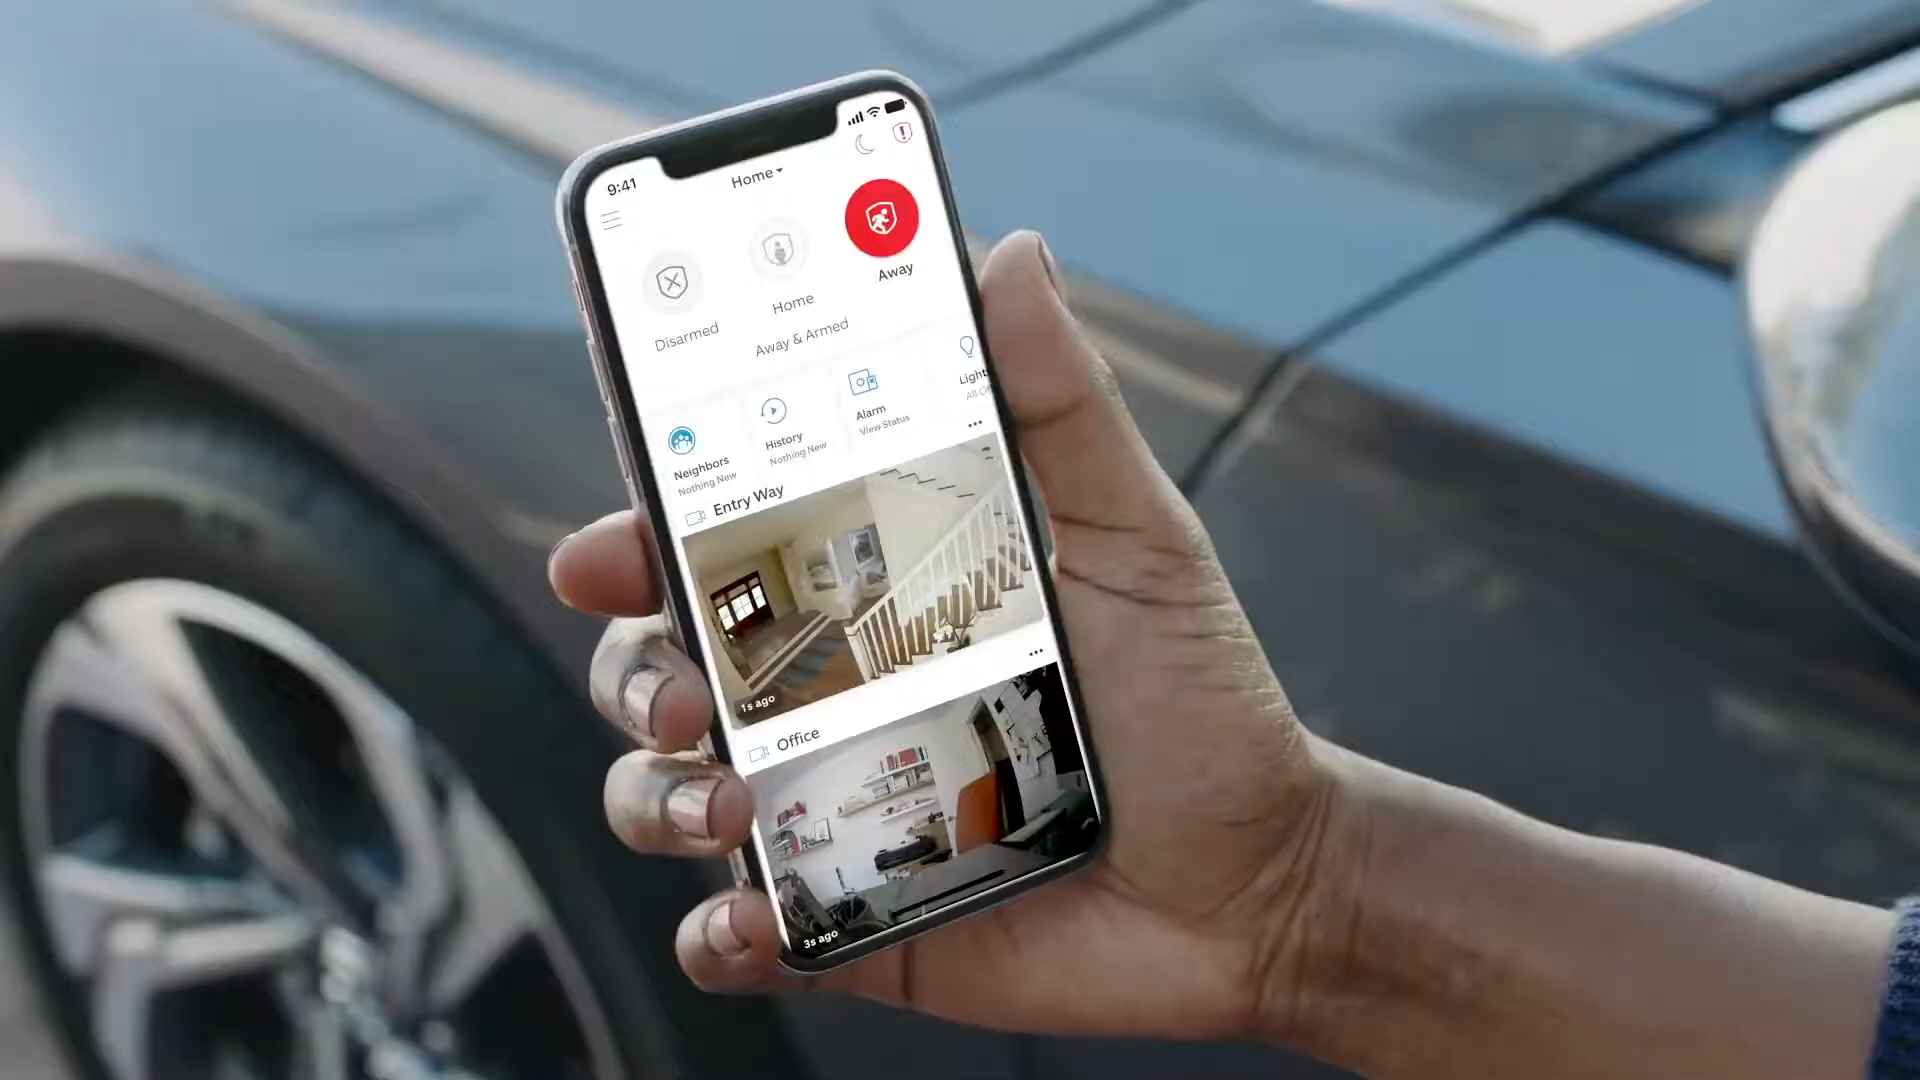 9:41
Home
Disarmed
Home
Away
Away & Armed
Neighbors
Nothing New
History
Nothing New
Alarm
View Status
Light
Entry Way
1s ago
Office
3s ago